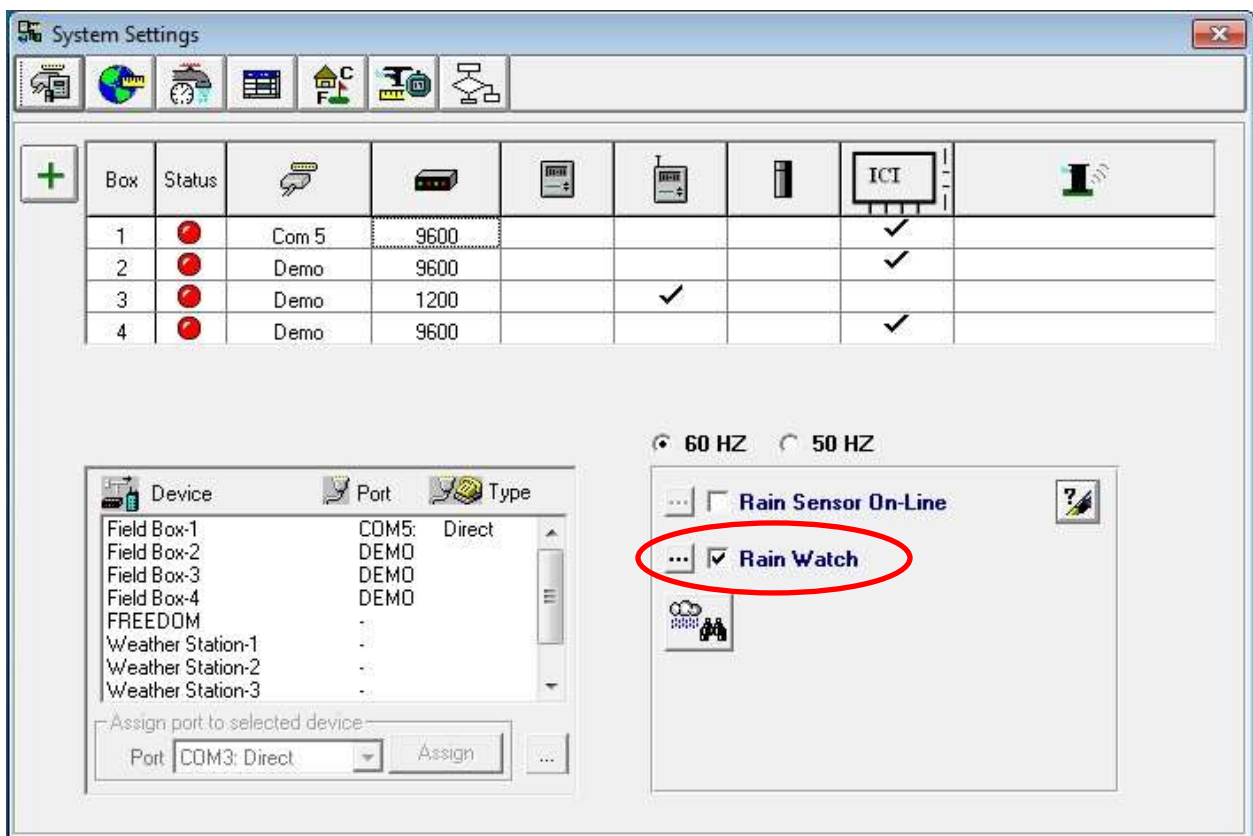 System Settings
C
F
Box Status ICI
1 Com 5 9600
2 Demo 9600
3 Demo 1200
4 Demo 9600
60 HZ 50 HZ
Device Port Type
Field Box-1 COM5: Direct
Field Box-2 DEMO
Field Box-3 DEMO
Field Box-4 DEMO
FREEDOM -
Weather Station-1 -
Weather Station-2 -
Weather Station-3 -
Assign port to selected device
Port COM3: Direct Assign ...
... Rain Sensor On-Line ?
... Rain Watch